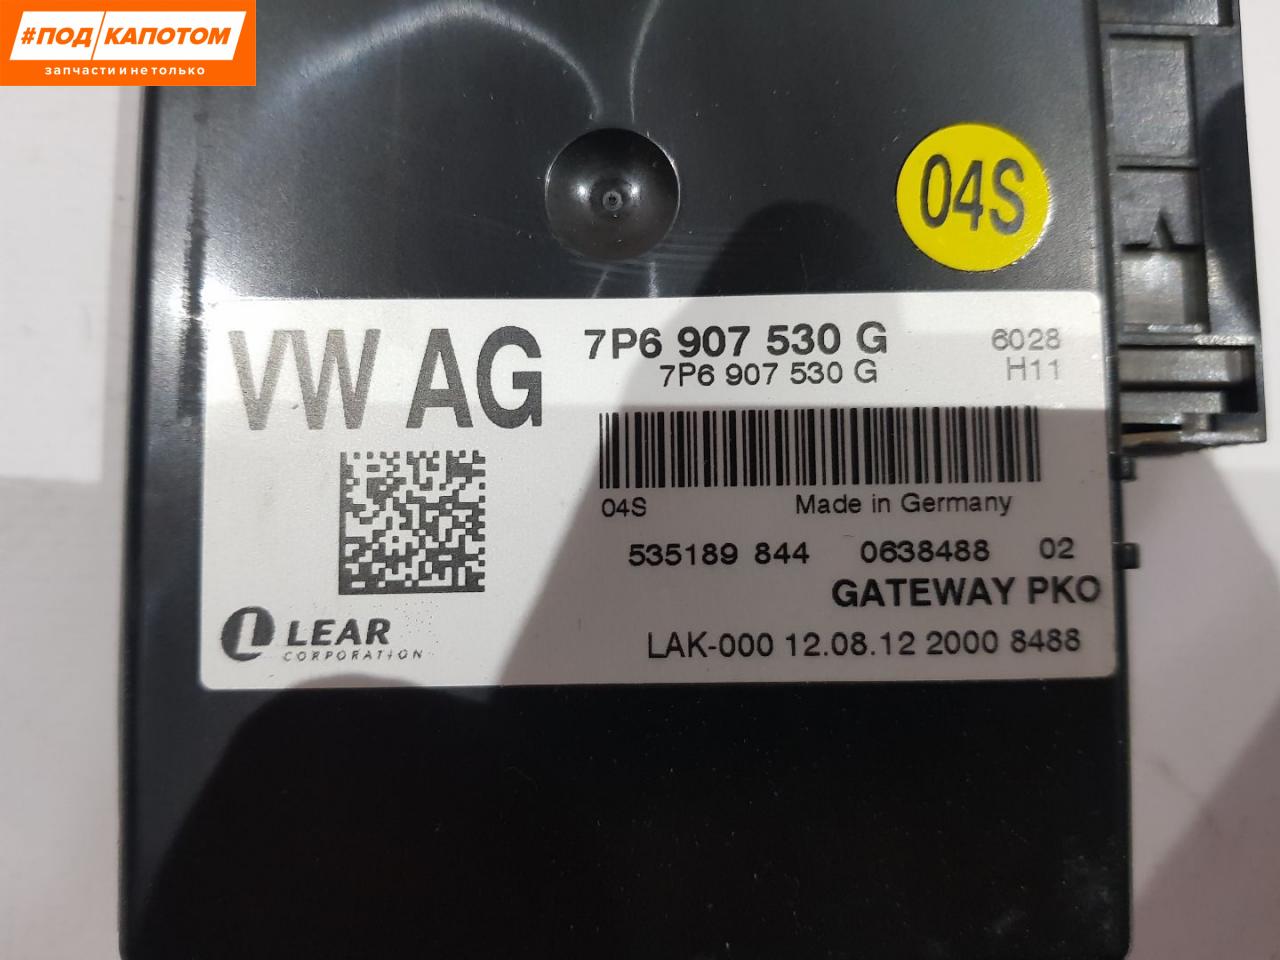 #ПОД/КАПОТОМ
запчасти и не только
04S
VW AG
7P6 907 530 G
6028
7P6 907 530 G
H11
04S
Made in Germany
535189 844 0638488 02
GATEWAY PKO
LEAR
CORPORATION
LAK-000 12.08.12 2000 8488